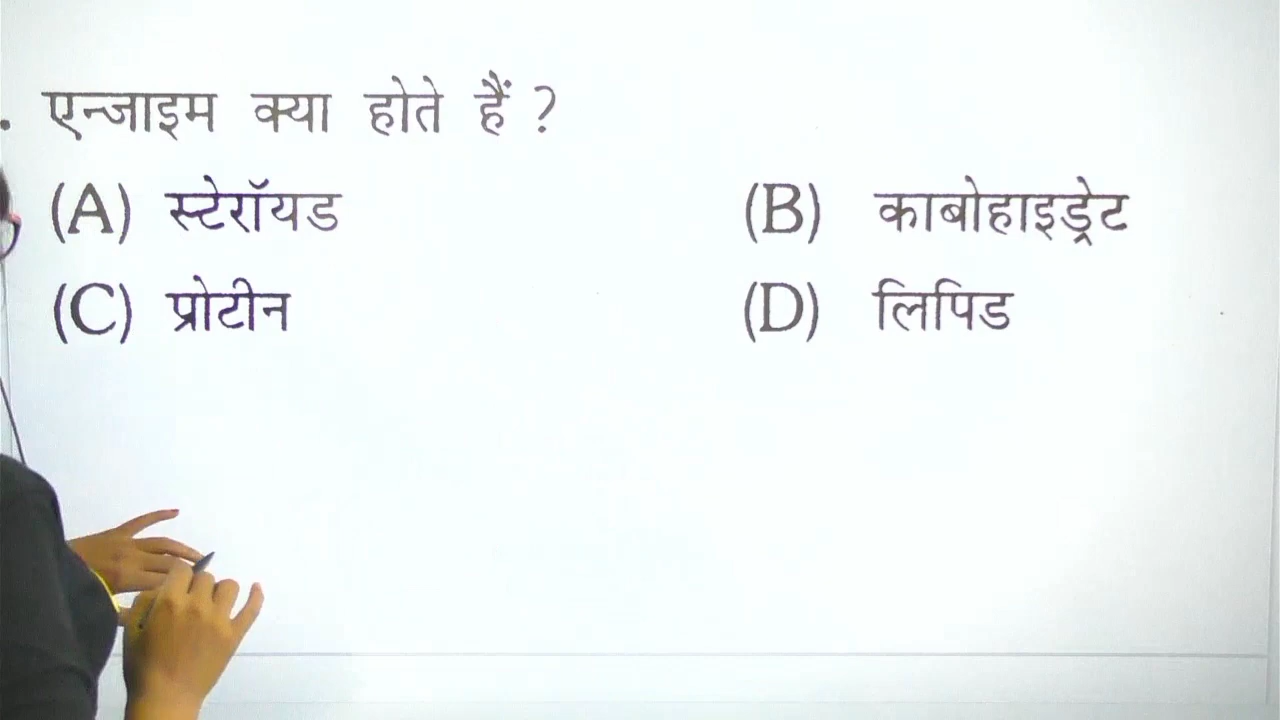 . एन्जाइम क्या होते हैं ?
(A) स्टेरॉयड (B) काबोहाइड्रेट
(C) प्रोटीन (D) लिपिड